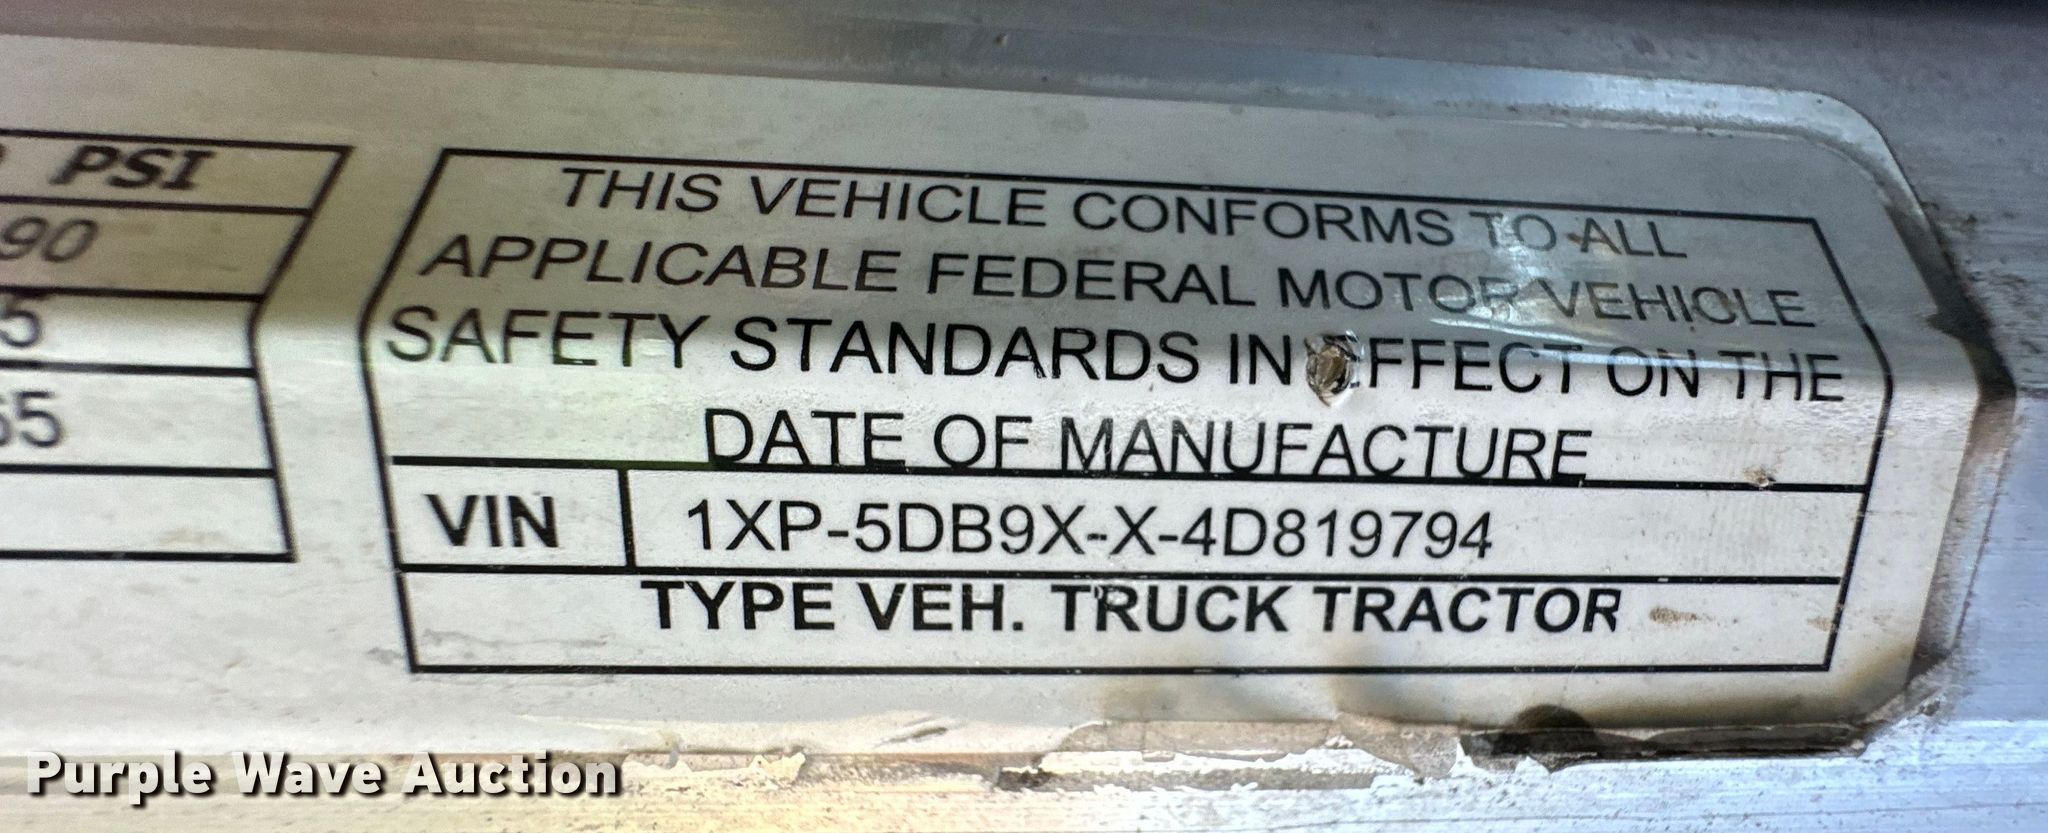 PSI
90
5
65
THIS VEHICLE CONFORMS TO ALL
APPLICABLE FEDERAL MOTOR VEHICLE
SAFETY STANDARDS IN EFFECT ON THE
DATE OF MANUFACTURE
VIN 1XP-5DB9X-X-4D819794
TYPE VEH. TRUCK TRACTOR
Purple Wave Auction